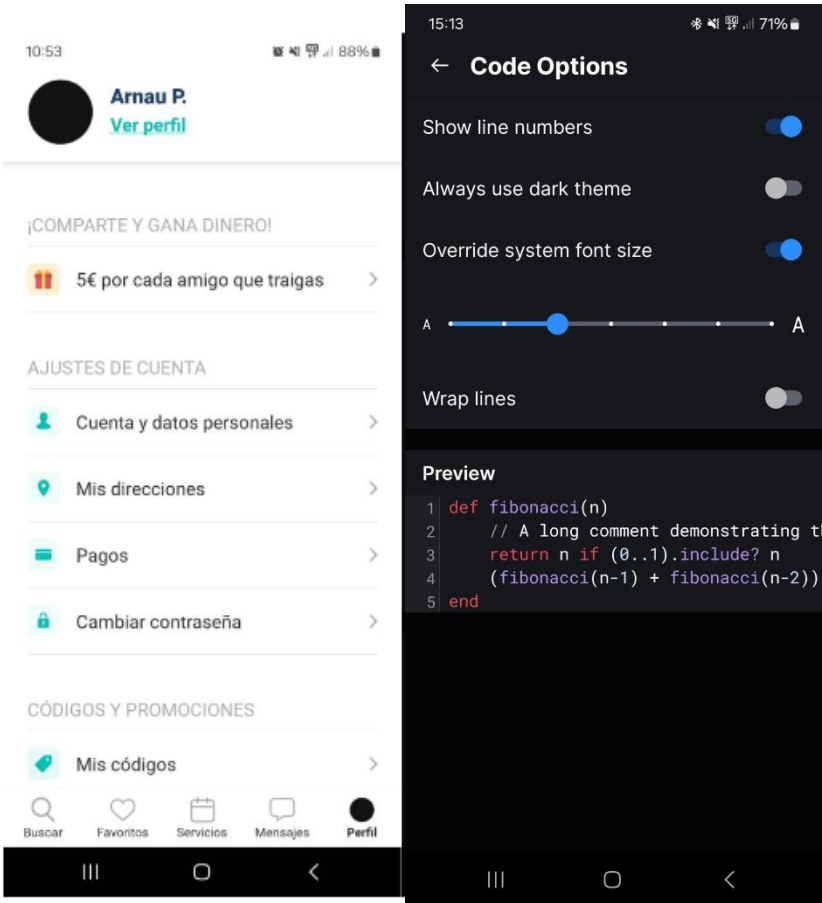 10:53
88%
Arnau P.
Ver perfil
¡COMPARTE Y GANA DINERO!
5€ por cada amigo que traigas
AJUSTES DE CUENTA
Cuenta y datos personales
Mis direcciones
Pagos
Cambiar contraseña
CÓDIGOS Y PROMOCIONES
Mis códigos
Buscar
Favoritos
Servicios
Mensajes
Perfil
15:13
71%
Code Options
Show line numbers
Always use dark theme
Override system font size
A
A
Wrap lines
Preview
1 def fibonacci(n)
2 // A long comment demonstrating th
3 return n if (0..1).include? n
4 (fibonacci(n-1) + fibonacci(n-2))
5 end